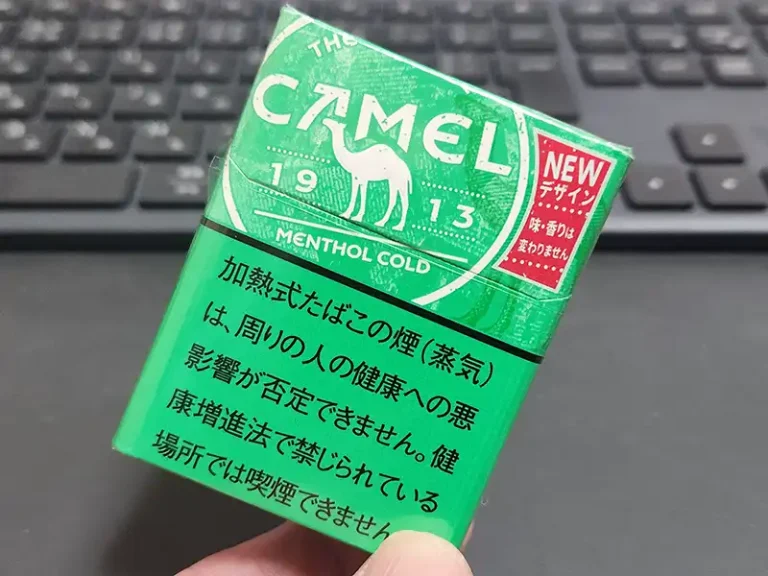 THE
CAMEL
19 13
MENTHOL COLD
NEW
デザイン
味・香りは
変わりません
加熱式たばこの煙(蒸気)
は、周りの人の健康への悪
影響が否定できません。健
康増進法で禁じられている
場所では喫煙できません